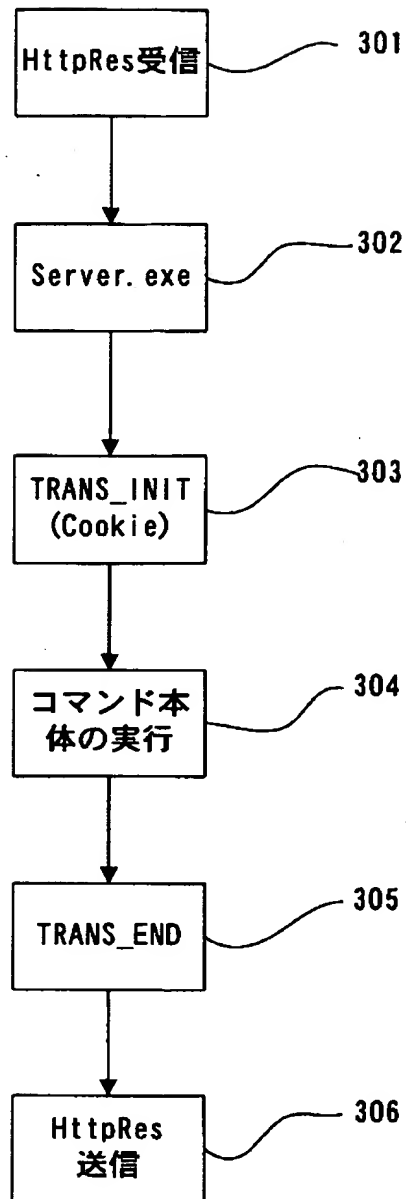 HttpRes受信
301
Server.exe
302
TRANS_INIT
(Cookie)
303
コマンド本
体の実行
304
TRANS_END
305
HttpRes
送信
306